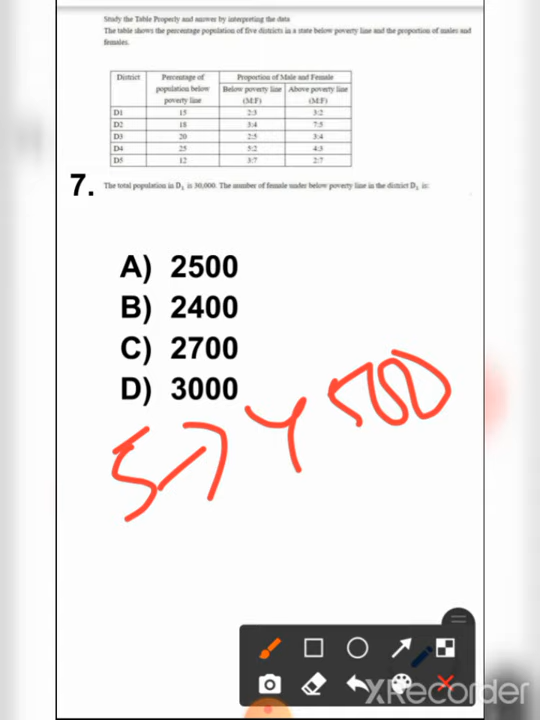 Study the Table Properly and answer by interpreting the data
The table shows the percentage population of five districts in a state below poverty line and the proportion of males and
females.
District Percentage of population below poverty line Proportion of Male and Female
Below poverty line (M:F) Above poverty line (M:F)
D1 15 2:3 3:2
D2 18 3:4 7:5
D3 20 2:5 3:4
D4 25 5:2 4:3
D5 12 3:7 2:7
7. The total population in D1 is 30,000. The number of female under below poverty line in the district D1 is:
A) 2500
B) 2400
C) 2700
D) 3000
500
XRecorder